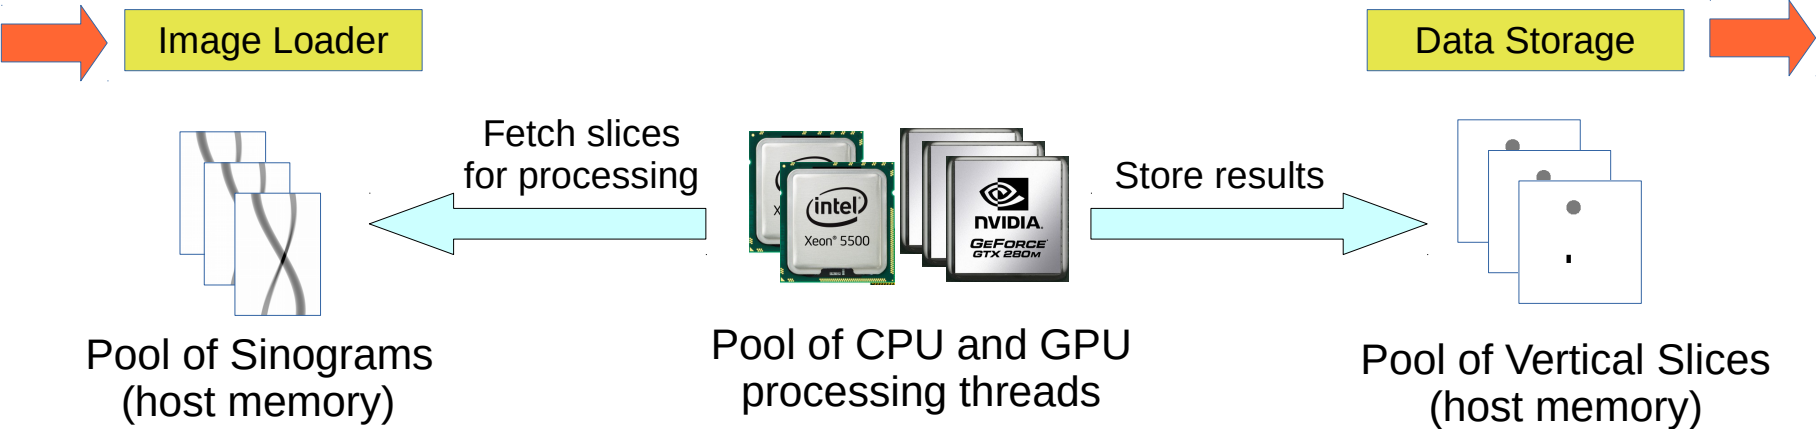 Image Loader
Data Storage
Fetch slices
for processing
Store results
X
intel
Xeon® 5500
NVIDIA.
GEFORCE
GTX 280M
Pool of Sinograms
(host memory)
Pool of CPU and GPU
processing threads
Pool of Vertical Slices
(host memory)